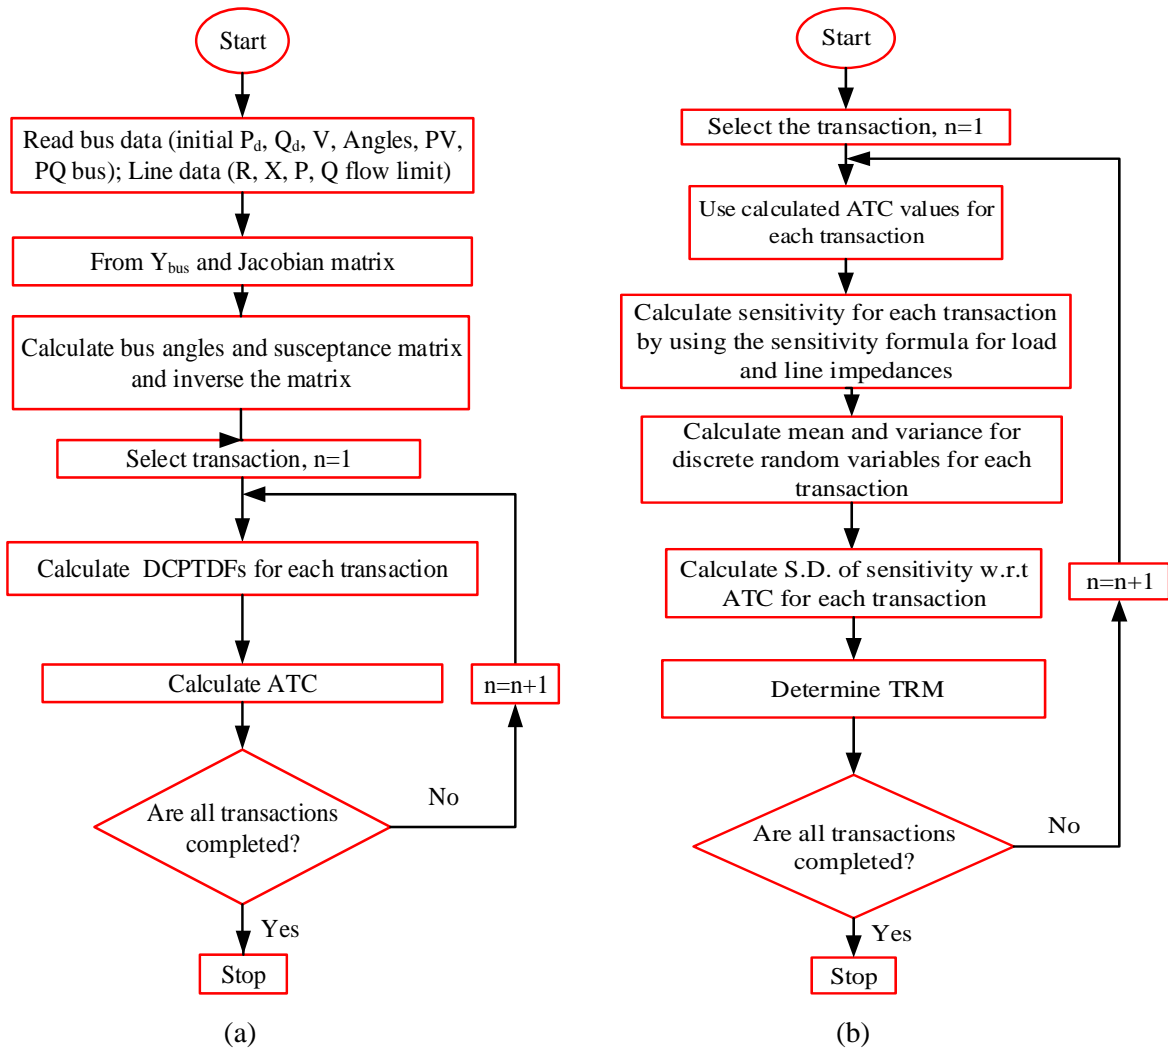 Start
Read bus data (initial Pd, Qd, V, Angles, PV,
PQ bus); Line data (R, X, P, Q flow limit)
From Ybus and Jacobian matrix
Calculate bus angles and susceptance matrix
and inverse the matrix
Select transaction, n=1
Calculate DCPTDFs for each transaction
Calculate ATC
n=n+1
Are all transactions
completed?
No
Yes
Stop
(a)
Start
Select the transaction, n=1
Use calculated ATC values for
each transaction
Calculate sensitivity for each transaction
by using the sensitivity formula for load
and line impedances
Calculate mean and variance for
discrete random variables for each
transaction
Calculate S.D. of sensitivity w.r.t
ATC for each transaction
n=n+1
Determine TRM
Are all transactions
completed?
No
Yes
Stop
(b)